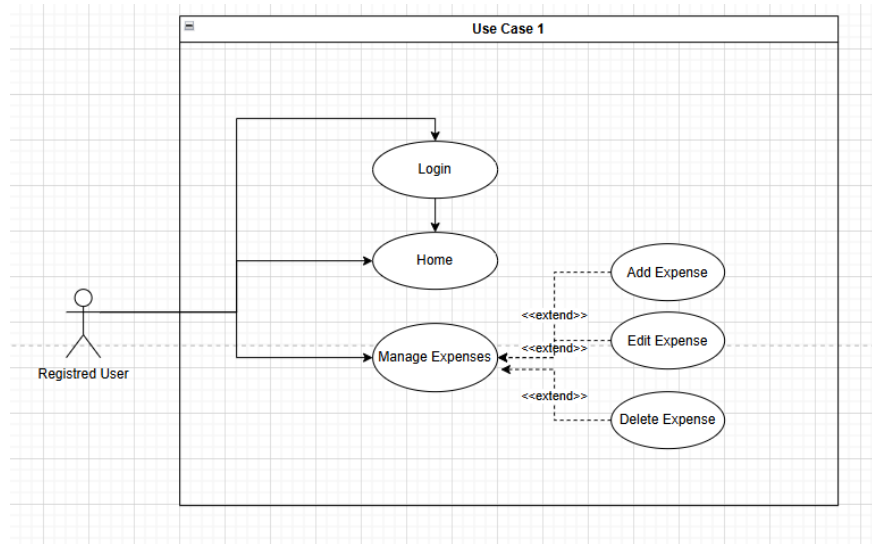 Use Case 1
Login
Home
Add Expense
<<extend>>
Edit Expense
<<extend>>
Manage Expenses
Registred User
<<extend>>
Delete Expense